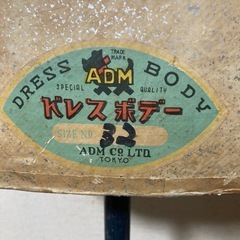 TRADE MARK
DRESS ADM BODY
SPECIAL QUALITY
ドレスボデー
SIZE NO 32
ADM CO LTD
TOKYO